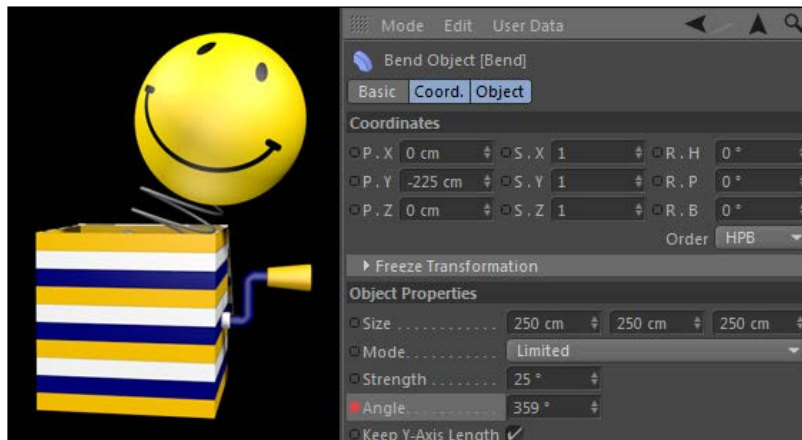 Mode Edit User Data
Bend Object [Bend]
Basic Coord. Object
Coordinates
P . X 0 cm S . X 1 R . H 0 °
P . Y -225 cm S . Y 1 R . P 0 °
P . Z 0 cm S . Z 1 R . B 0 °
Order HPB
Freeze Transformation
Object Properties
Size . . . . . . . . . . . . 250 cm 250 cm 250 cm
Mode. . . . . . . . . . . Limited
Strength . . . . . . . . 25 °
Angle. . . . . . . . . . . 359 °
Keep Y-Axis Length